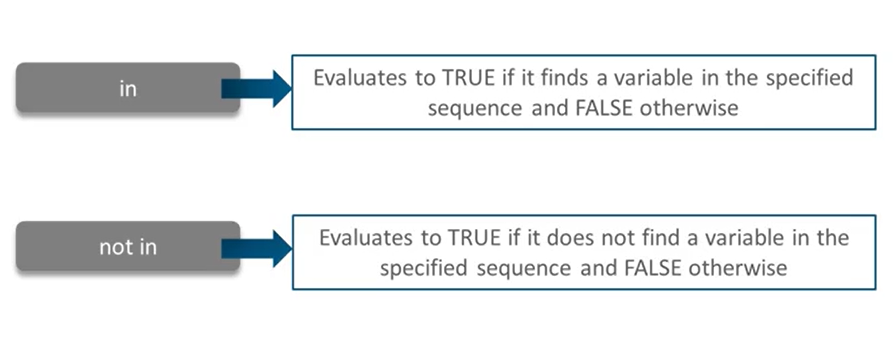 in
Evaluates to TRUE if it finds a variable in the specified
sequence and FALSE otherwise
not in
Evaluates to TRUE if it does not find a variable in the
specified sequence and FALSE otherwise